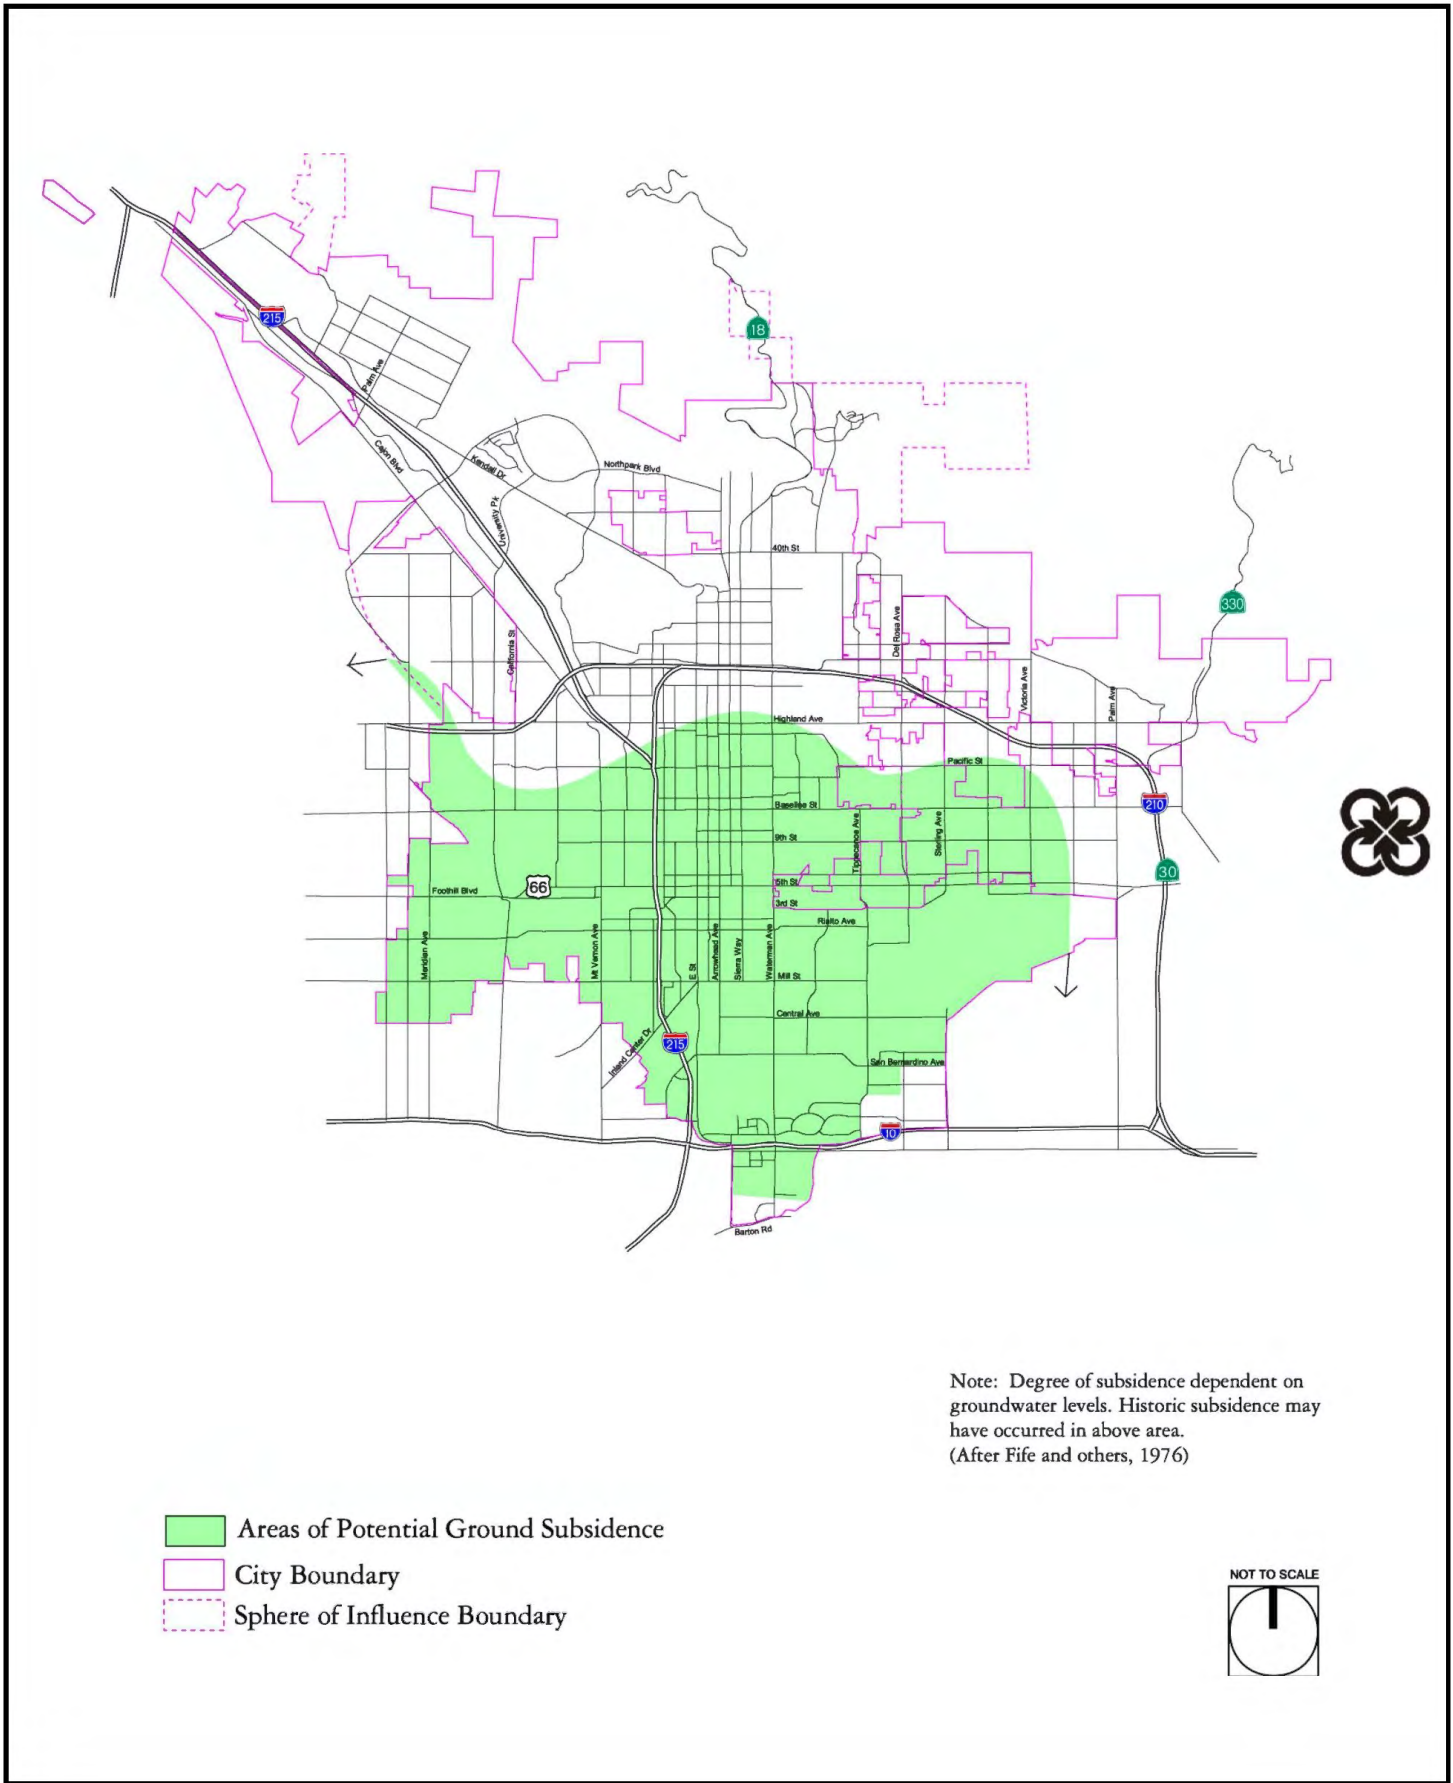 18
215
Palm Ave
Cajon Blvd
Kendall Dr
Northpark Blvd
University Pk
40th St
330
Del Rosa Ave
California St
Victoria Ave
Palm Ave
Highland Ave
Pacific St
210
Baseline St
9th St
Tippecanoe Ave
Sterling Ave
30
5th St
66
Foothill Blvd
3rd St
Rialto Ave
Meridian Ave
Mt Vernon Ave
E St
Arrowhead Ave
Sierra Way
Waterman Ave
Mill St
Central Ave
Inland Center Dr
215
San Bernardino Ave
10
Barton Rd
Note: Degree of subsidence dependent on
groundwater levels. Historic subsidence may
have occurred in above area.
(After Fife and others, 1976)
Areas of Potential Ground Subsidence
City Boundary
Sphere of Influence Boundary
NOT TO SCALE